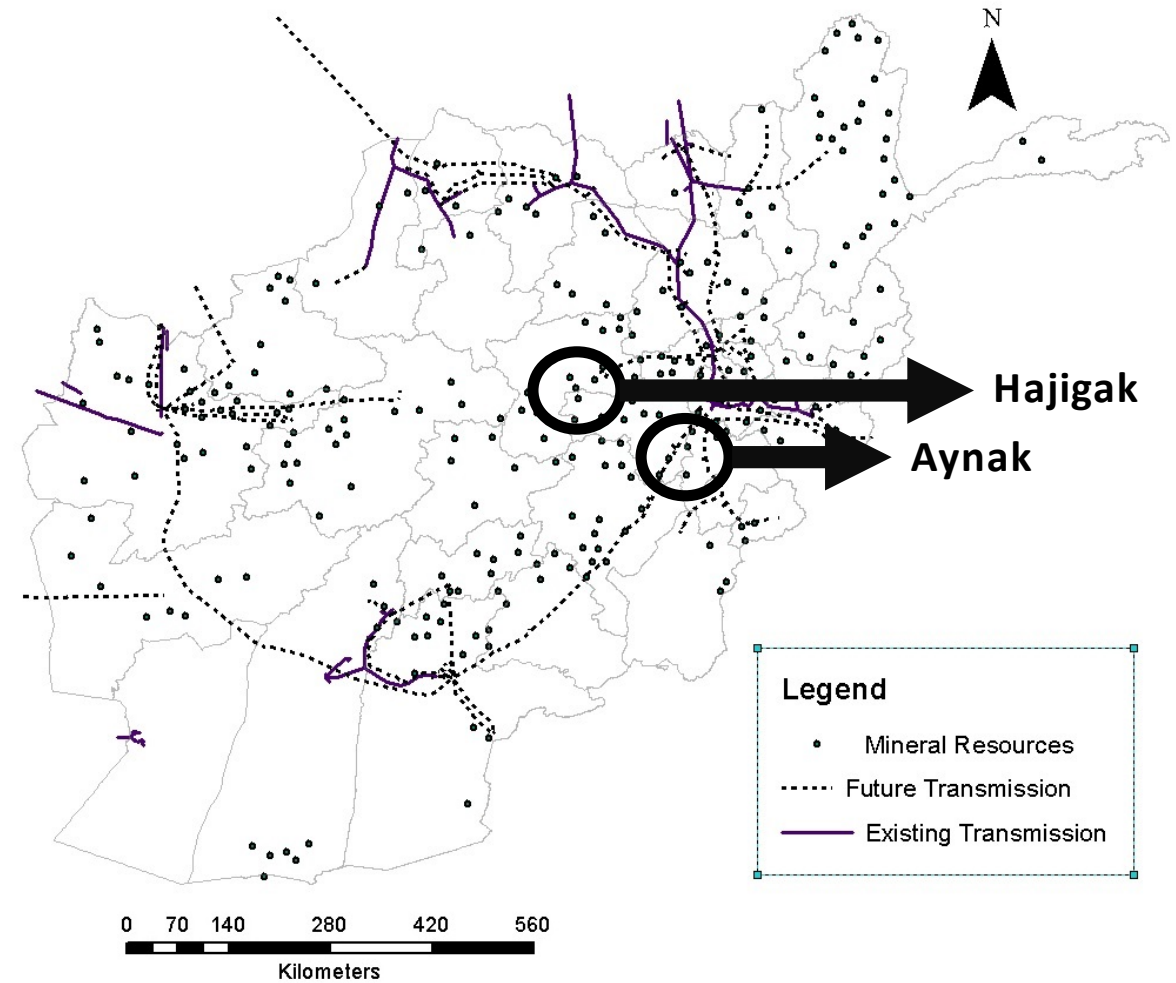 N
Hajigak
Aynak
Legend
Mineral Resources
Future Transmission
Existing Transmission
0 70 140 280 420 560
Kilometers